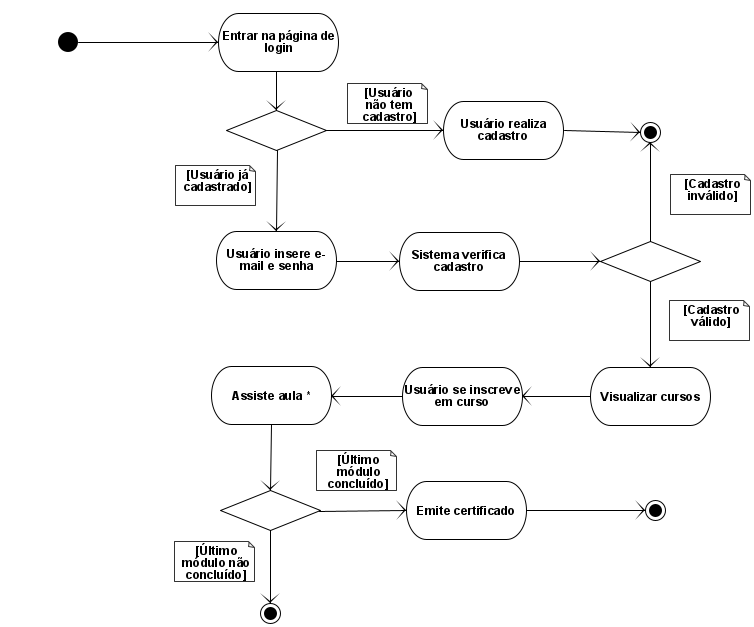 Entrar na página de
login
[Usuário
não tem
cadastro]
Usuário realiza
cadastro
[Usuário já
cadastrado]
[Cadastro
inválido]
Usuário insere e-
mail e senha
Sistema verifica
cadastro
[Cadastro
válido]
Assiste aula *
Usuário se inscreve
em curso
Visualizar cursos
[Último
módulo
concluído]
Emite certificado
[Último
módulo não
concluído]